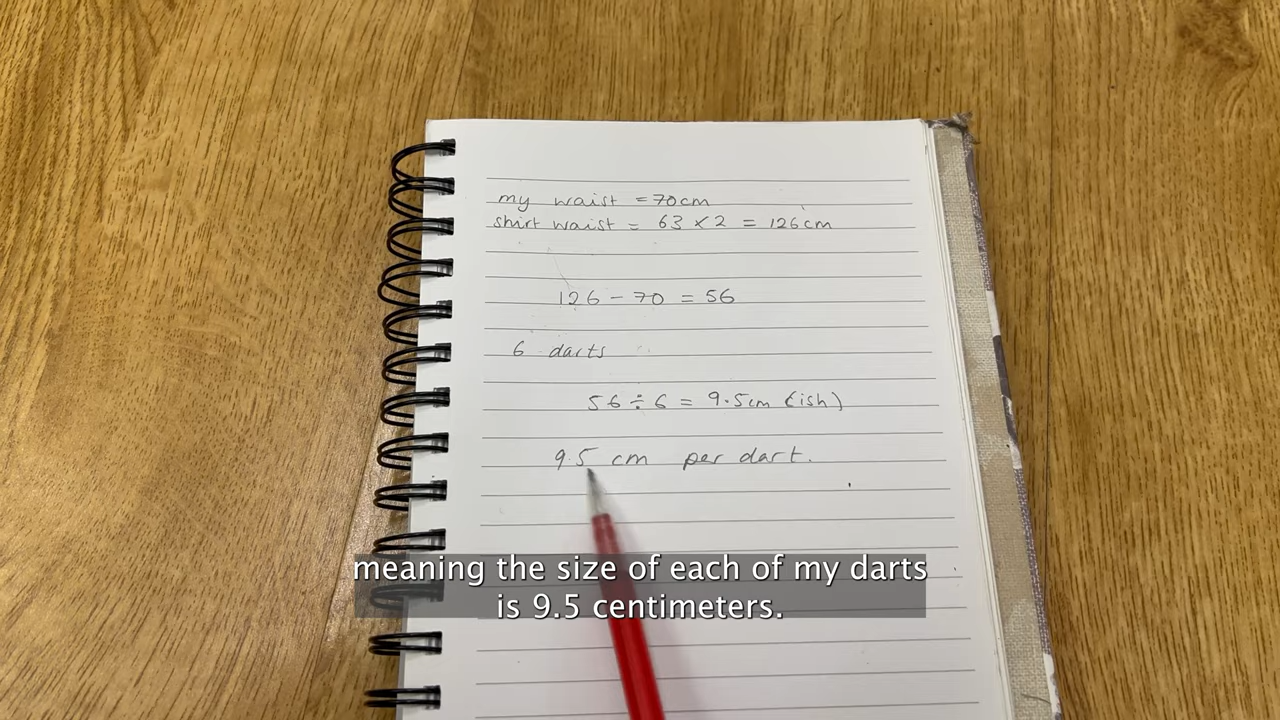 my waist = 70cm
shirt waist = 63 x 2 = 126cm
126 - 70 = 56
6 darts
56 ÷ 6 = 9.5cm (ish)
9.5 cm per dart.
meaning the size of each of my darts
is 9.5 centimeters.